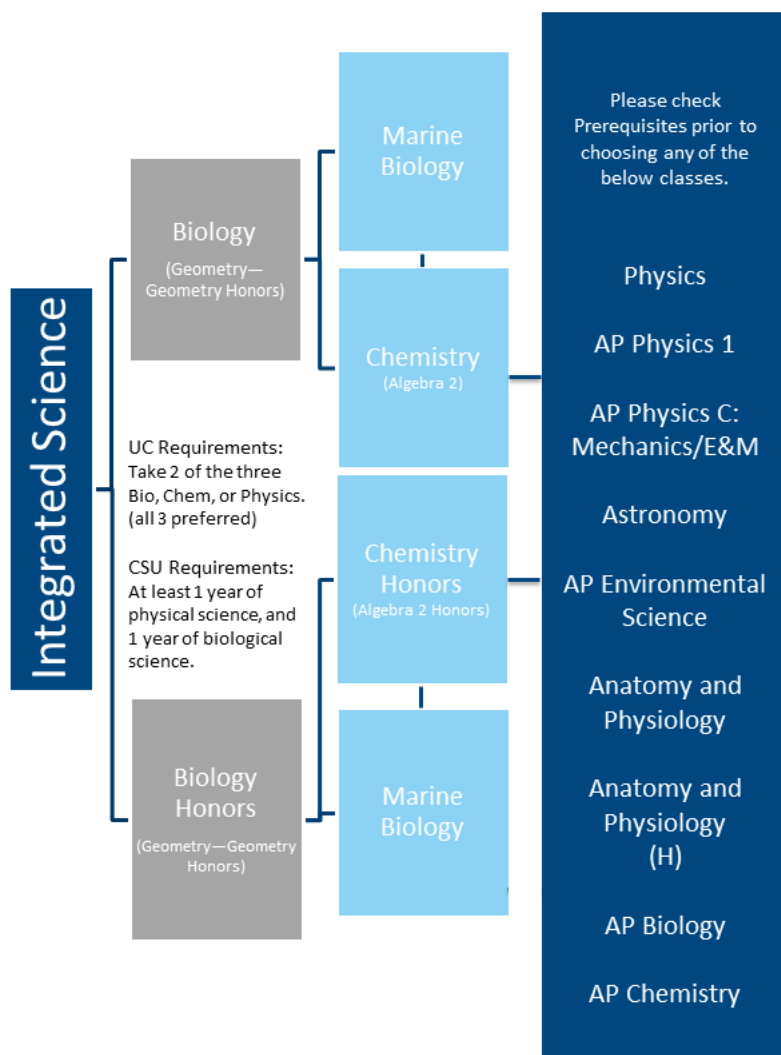 Integrated Science
Biology
(Geometry—
Geometry Honors)
UC Requirements:
Take 2 of the three
Bio, Chem, or Physics.
(all 3 preferred)
CSU Requirements:
At least 1 year of
physical science, and
1 year of biological
science.
Biology
Honors
(Geometry—Geometry
Honors)
Marine
Biology
Chemistry
(Algebra 2)
Chemistry
Honors
(Algebra 2 Honors)
Marine
Biology
Please check
Prerequisites prior to
choosing any of the
below classes.
Physics
AP Physics 1
AP Physics C:
Mechanics/E&M
Astronomy
AP Environmental
Science
Anatomy and
Physiology
Anatomy and
Physiology
(H)
AP Biology
AP Chemistry